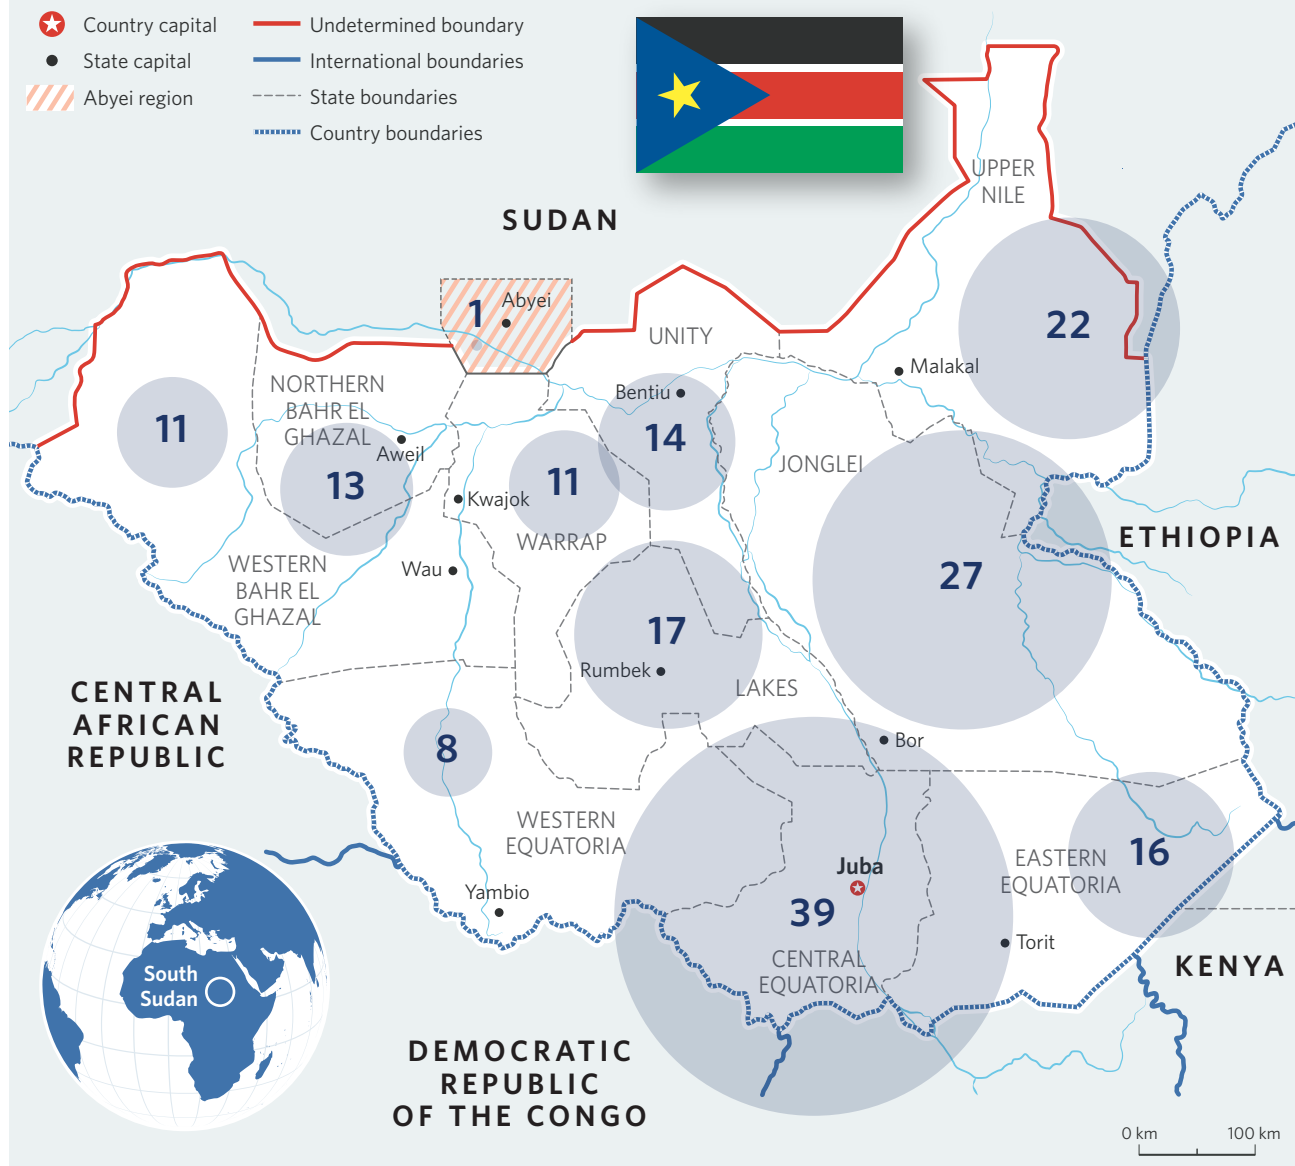 Country capital
State capital
Abyei region
Undetermined boundary
International boundaries
State boundaries
Country boundaries
UPPER
NILE
SUDAN
1
Abyei
22
UNITY
Malakal
NORTHERN
BAHR EL
GHAZAL
Bentiu
11
14
Aweil
JONGLEI
13
11
Kwajok
ETHIOPIA
WARRAP
WESTERN
BAHR EL
GHAZAL
Wau
27
17
Rumbek
LAKES
CENTRAL
AFRICAN
REPUBLIC
8
Bor
WESTERN
EQUATORIA
16
EASTERN
EQUATORIA
Juba
39
Yambio
CENTRAL
EQUATORIA
Torit
KENYA
South
Sudan
DEMOCRATIC
REPUBLIC
OF THE CONGO
0 km
100 km